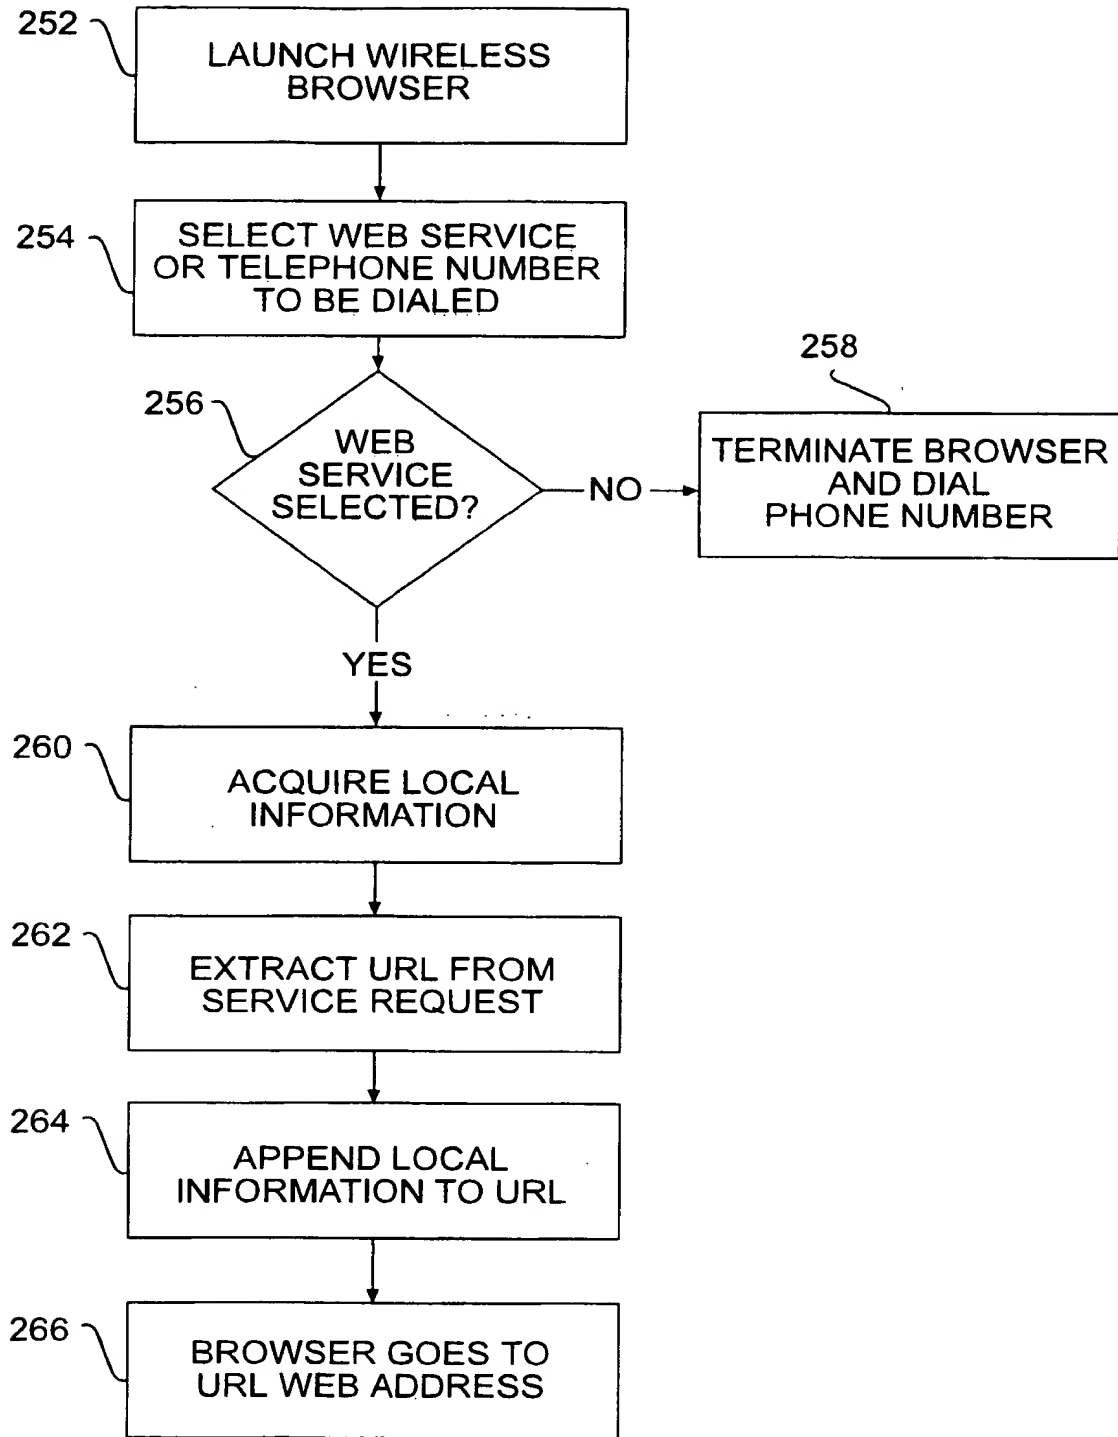 252
LAUNCH WIRELESS
BROWSER
254
SELECT WEB SERVICE
OR TELEPHONE NUMBER
TO BE DIALED
256
WEB
SERVICE
SELECTED?
NO
258
TERMINATE BROWSER
AND DIAL
PHONE NUMBER
YES
260
ACQUIRE LOCAL
INFORMATION
262
EXTRACT URL FROM
SERVICE REQUEST
264
APPEND LOCAL
INFORMATION TO URL
266
BROWSER GOES TO
URL WEB ADDRESS